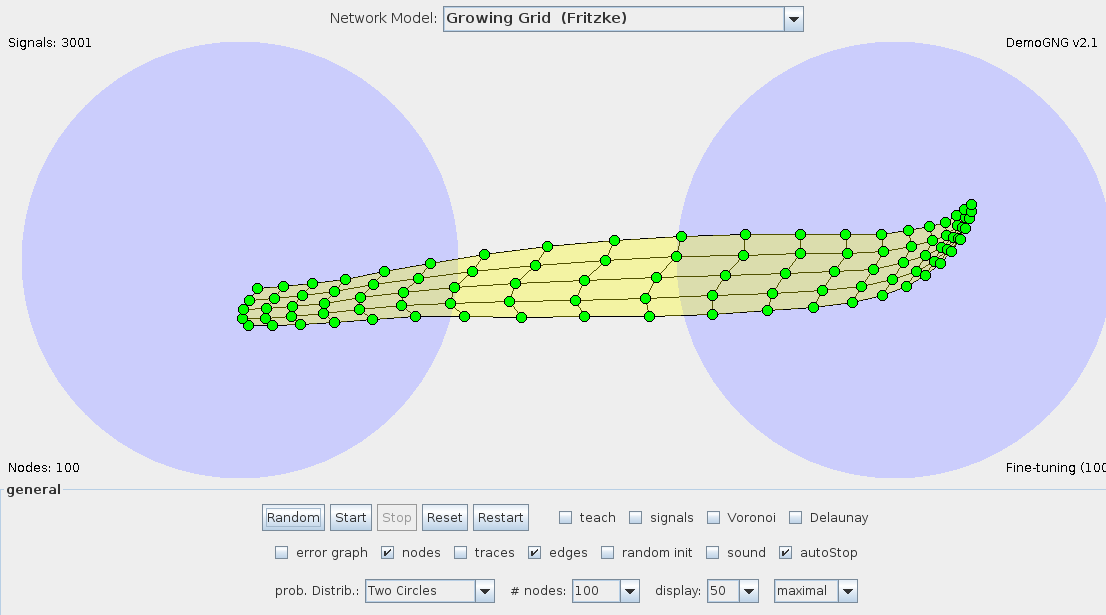 Network Model: Growing Grid (Fritzke)
Signals: 3001
DemoGNG v2.1
Nodes: 100
Fine-tuning (100
general
Random Start Stop Reset Restart teach signals Voronoi Delaunay
error graph nodes traces edges random init sound autoStop
prob. Distrib.: Two Circles # nodes: 100 display: 50 maximal